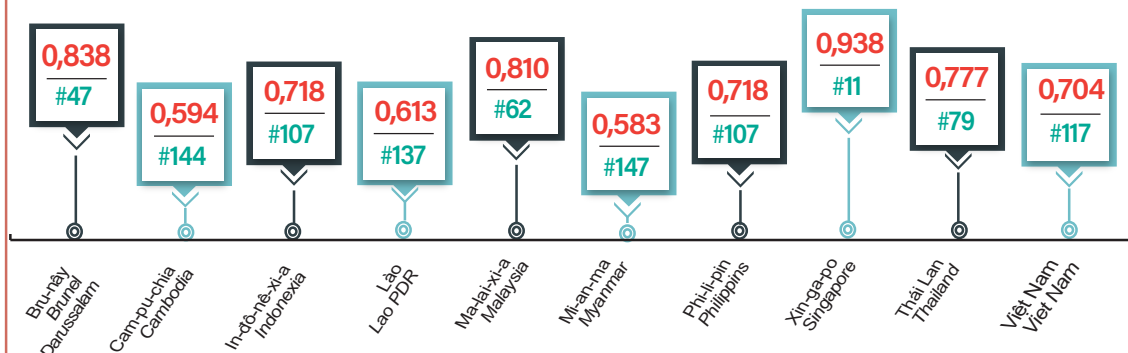 0,838
#47
0,594
#144
0,718
#107
0,613
#137
0,810
#62
0,583
#147
0,718
#107
0,938
#11
0,777
#79
0,704
#117
Bru-nây
Brunel
Darussalam
Cam-pu-chia
Cambodia
In-đô-nê-xi-a
Indonexia
Lào
Lao PDR
Ma-lai-xi-a
Malaysia
Mi-an-ma
Myanmar
Phi-li-pin
Philippins
Xin-ga-po
Singapore
Thái Lan
Thailand
Việt Nam
Viet Nam